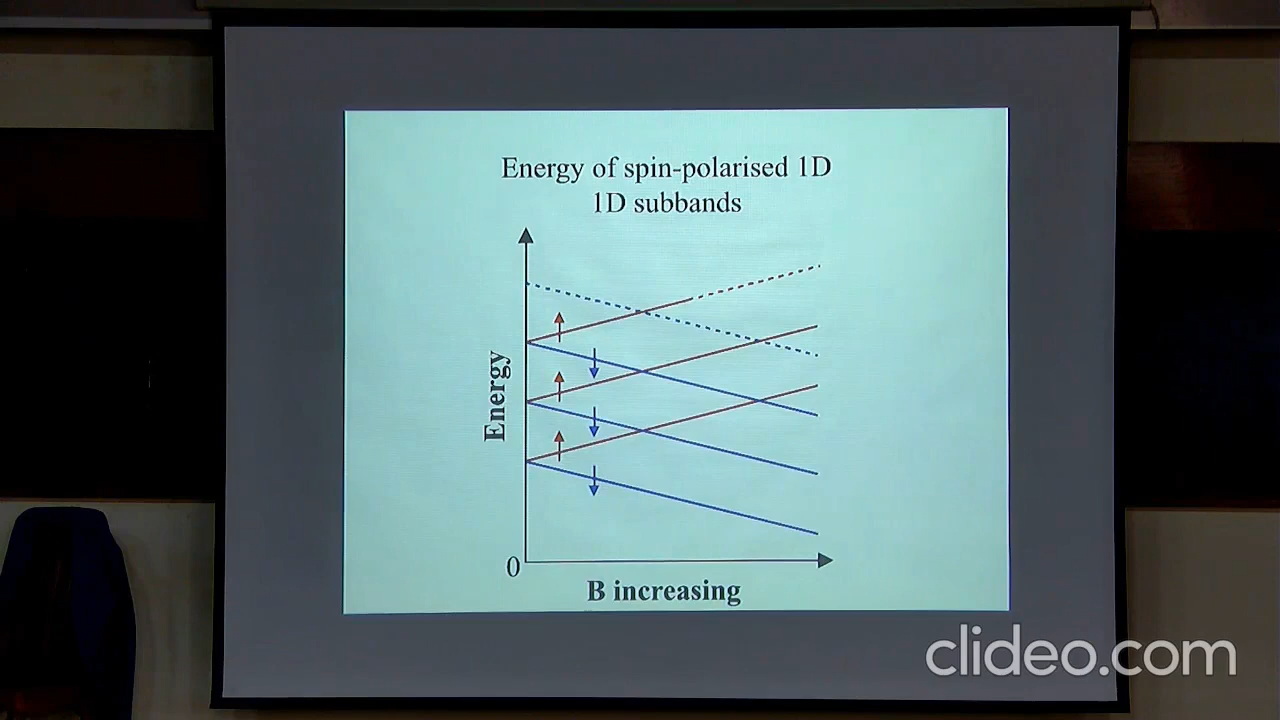 Energy of spin-polarised 1D
1D subbands
Energy
0
B increasing
clideo.com